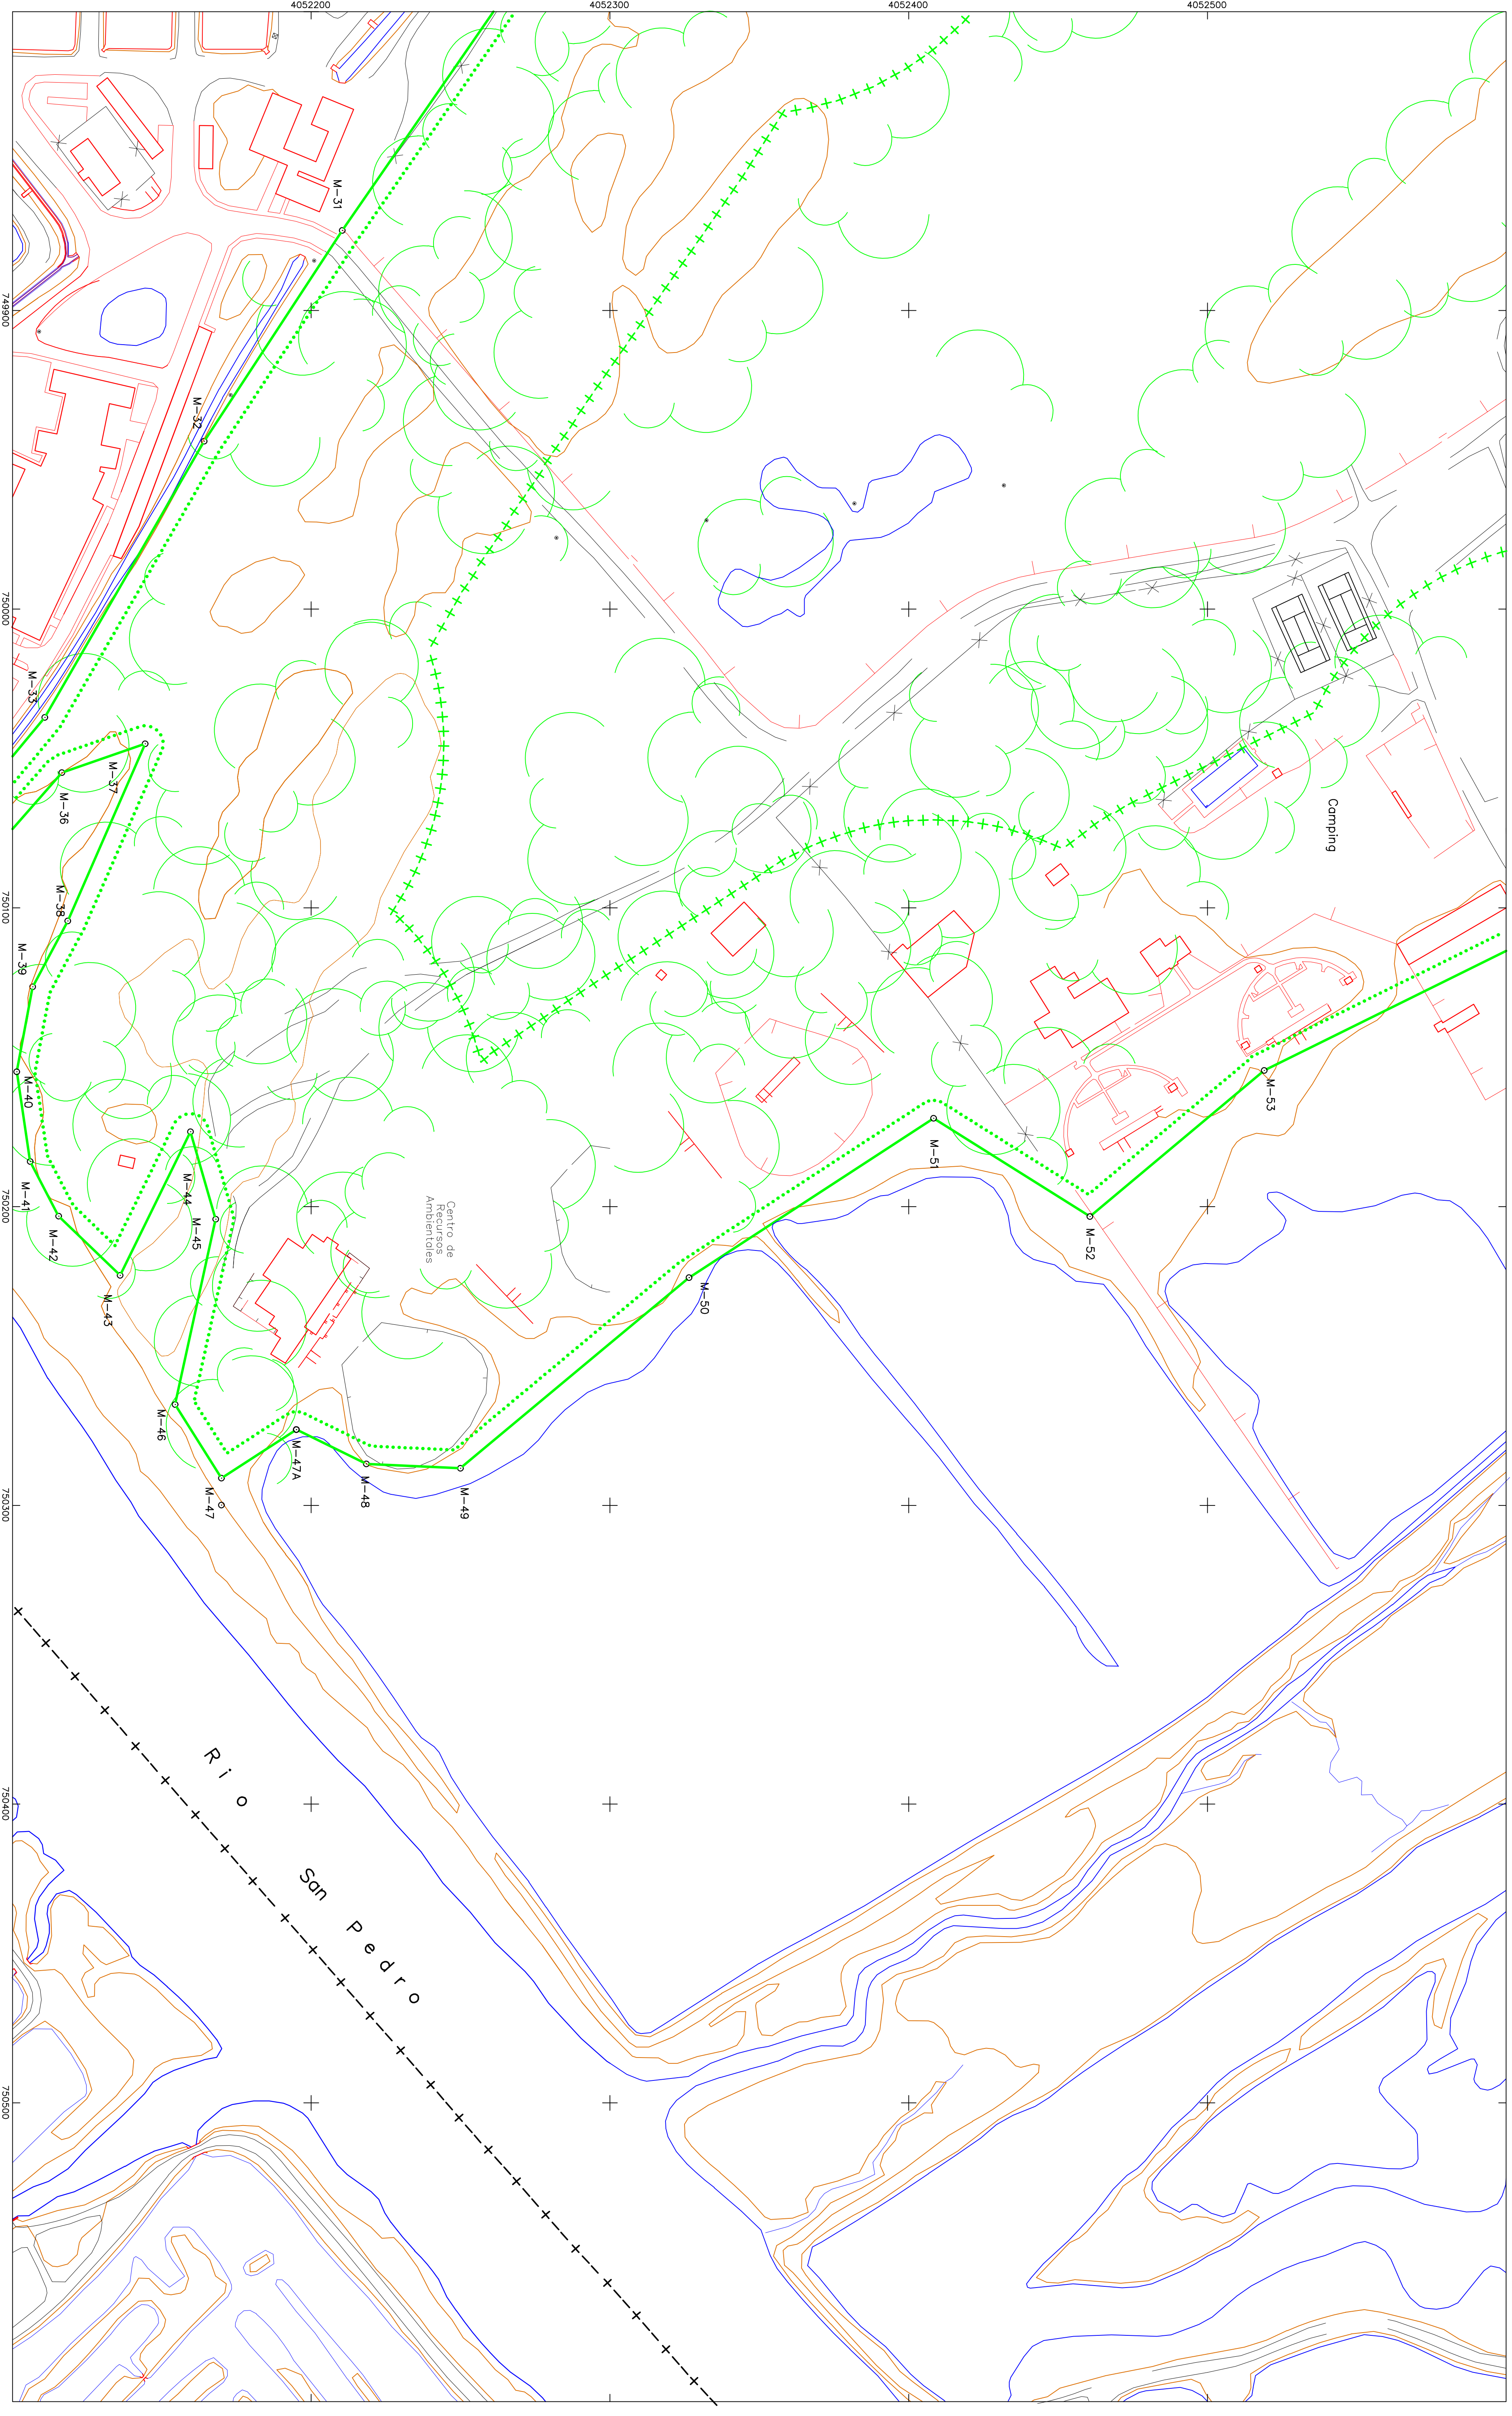 4052200
4052300
4052400
4052500
M-31
749900
M-32
750000
M-33
M-37
M-36
Camping
M-38
750100
M-39
M-40
M-53
M-51
M-41
M-44
Centro de
Recursos
Ambientales
750200
M-42
M-45
M-52
M-43
M-50
M-46
M-47A
M-48
M-49
M-47
750300
Rio San Pedro
750400
750500